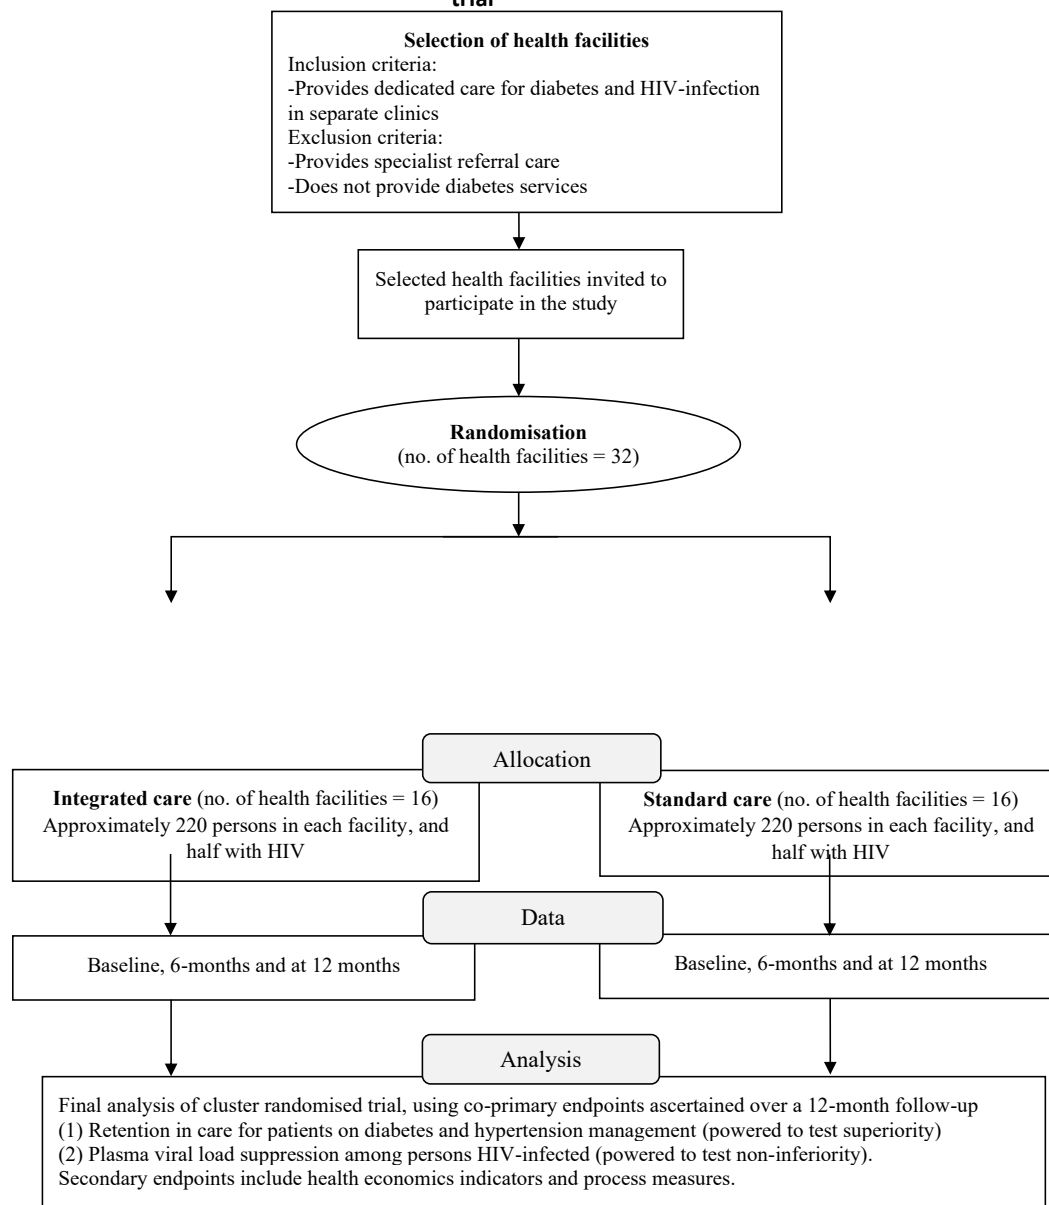 trial
Selection of health facilities
Inclusion criteria:
-Provides dedicated care for diabetes and HIV-infection
in separate clinics
Exclusion criteria:
-Provides specialist referral care
-Does not provide diabetes services
Selected health facilities invited to
participate in the study
Randomisation
(no. of health facilities = 32)
Allocation
Integrated care (no. of health facilities = 16)
Approximately 220 persons in each facility, and
half with HIV
Standard care (no. of health facilities = 16)
Approximately 220 persons in each facility, and
half with HIV
Data
Baseline, 6-months and at 12 months
Baseline, 6-months and at 12 months
Analysis
Final analysis of cluster randomised trial, using co-primary endpoints ascertained over a 12-month follow-up
(1) Retention in care for patients on diabetes and hypertension management (powered to test superiority)
(2) Plasma viral load suppression among persons HIV-infected (powered to test non-inferiority).
Secondary endpoints include health economics indicators and process measures.